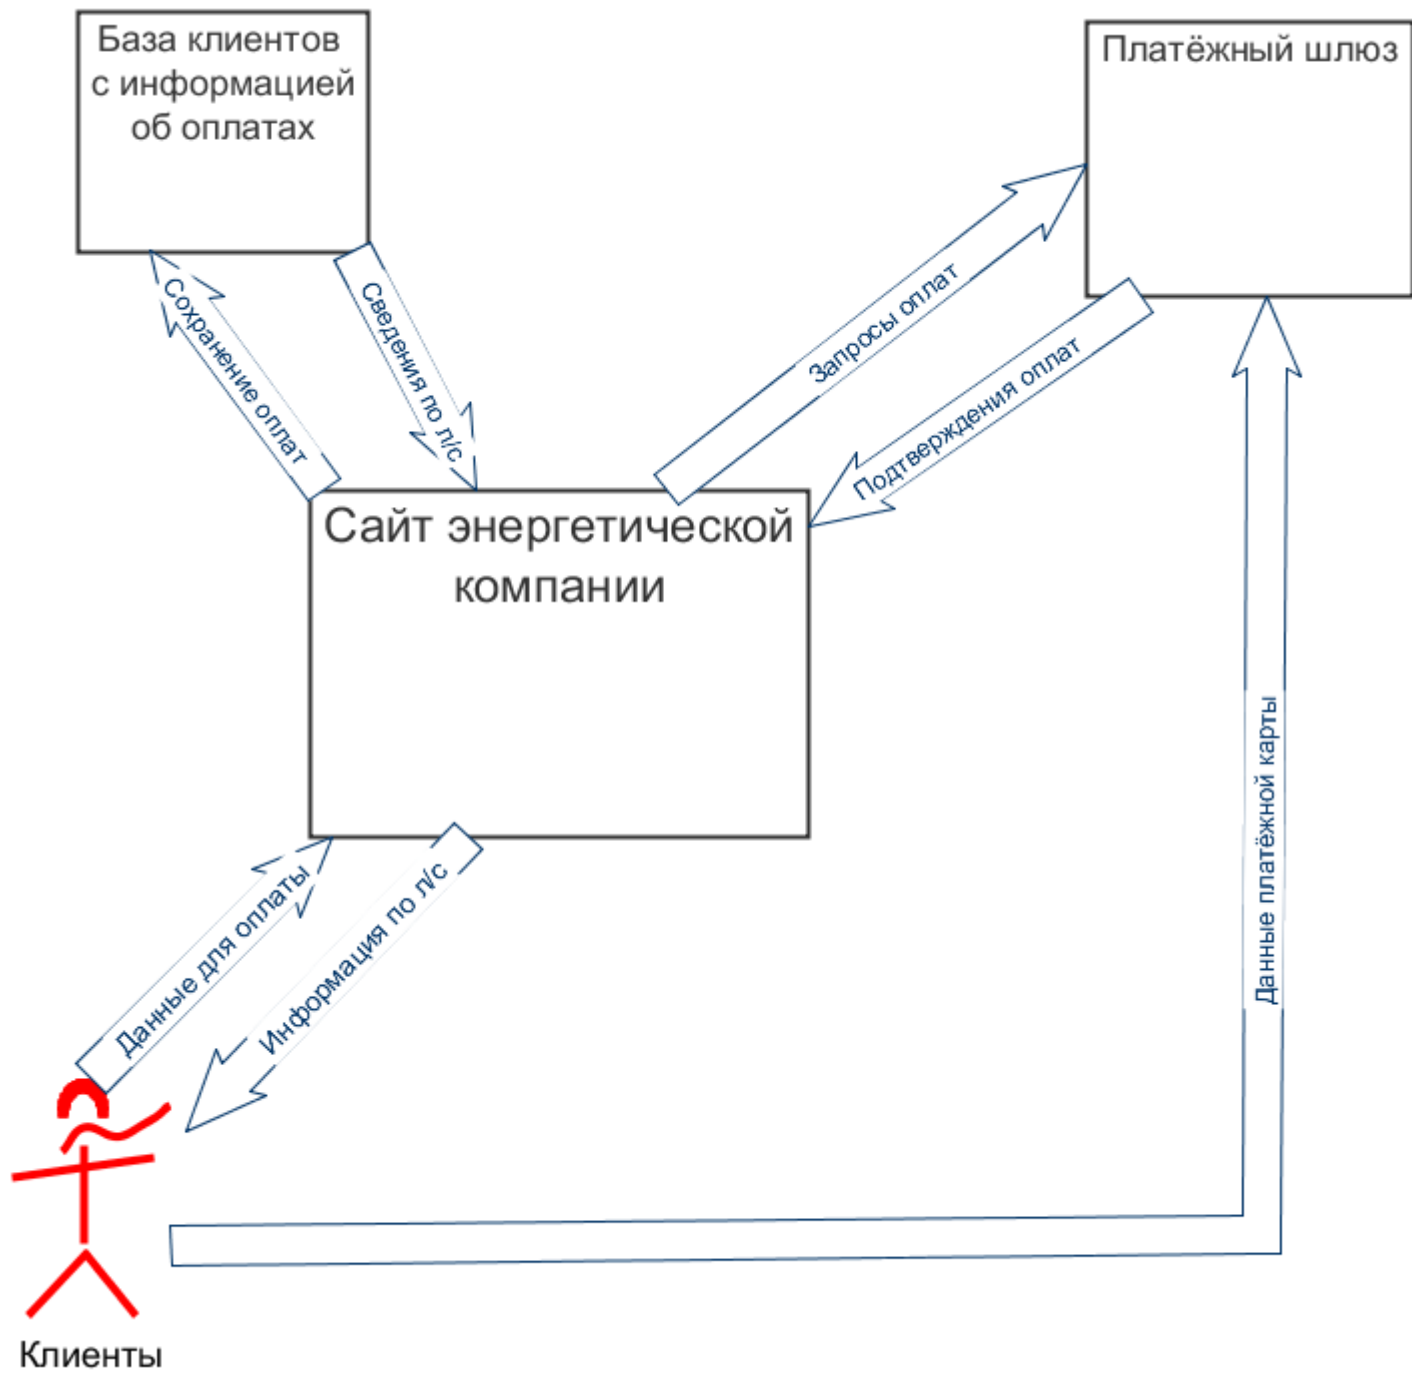 База клиентов
с информацией
об оплатах
Платёжный шлюз
Сохранение оплат
Сведения по л/с
Запросы оплат
Подтверждения оплат
Сайт энергетической
компании
Данные для оплаты
Информация по л/с
Данные платёжной карты
Клиенты